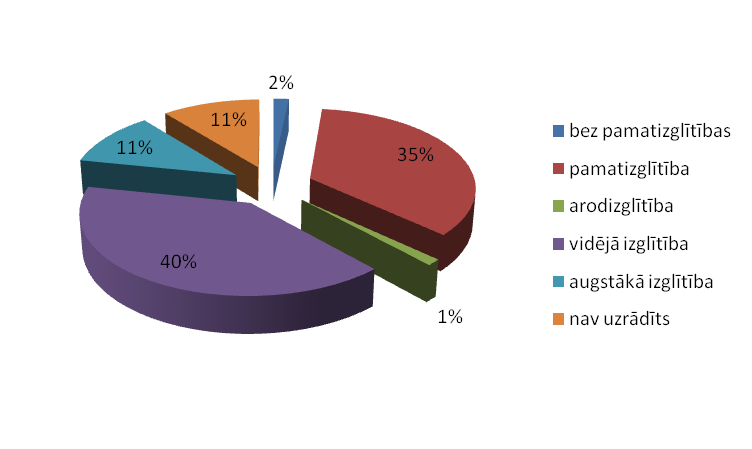 2%
35%
1%
40%
11%
11%
bez pamatizglītības
pamatizglītība
arodizglītība
vidējā izglītība
augstākā izglītība
nav uzrādīts